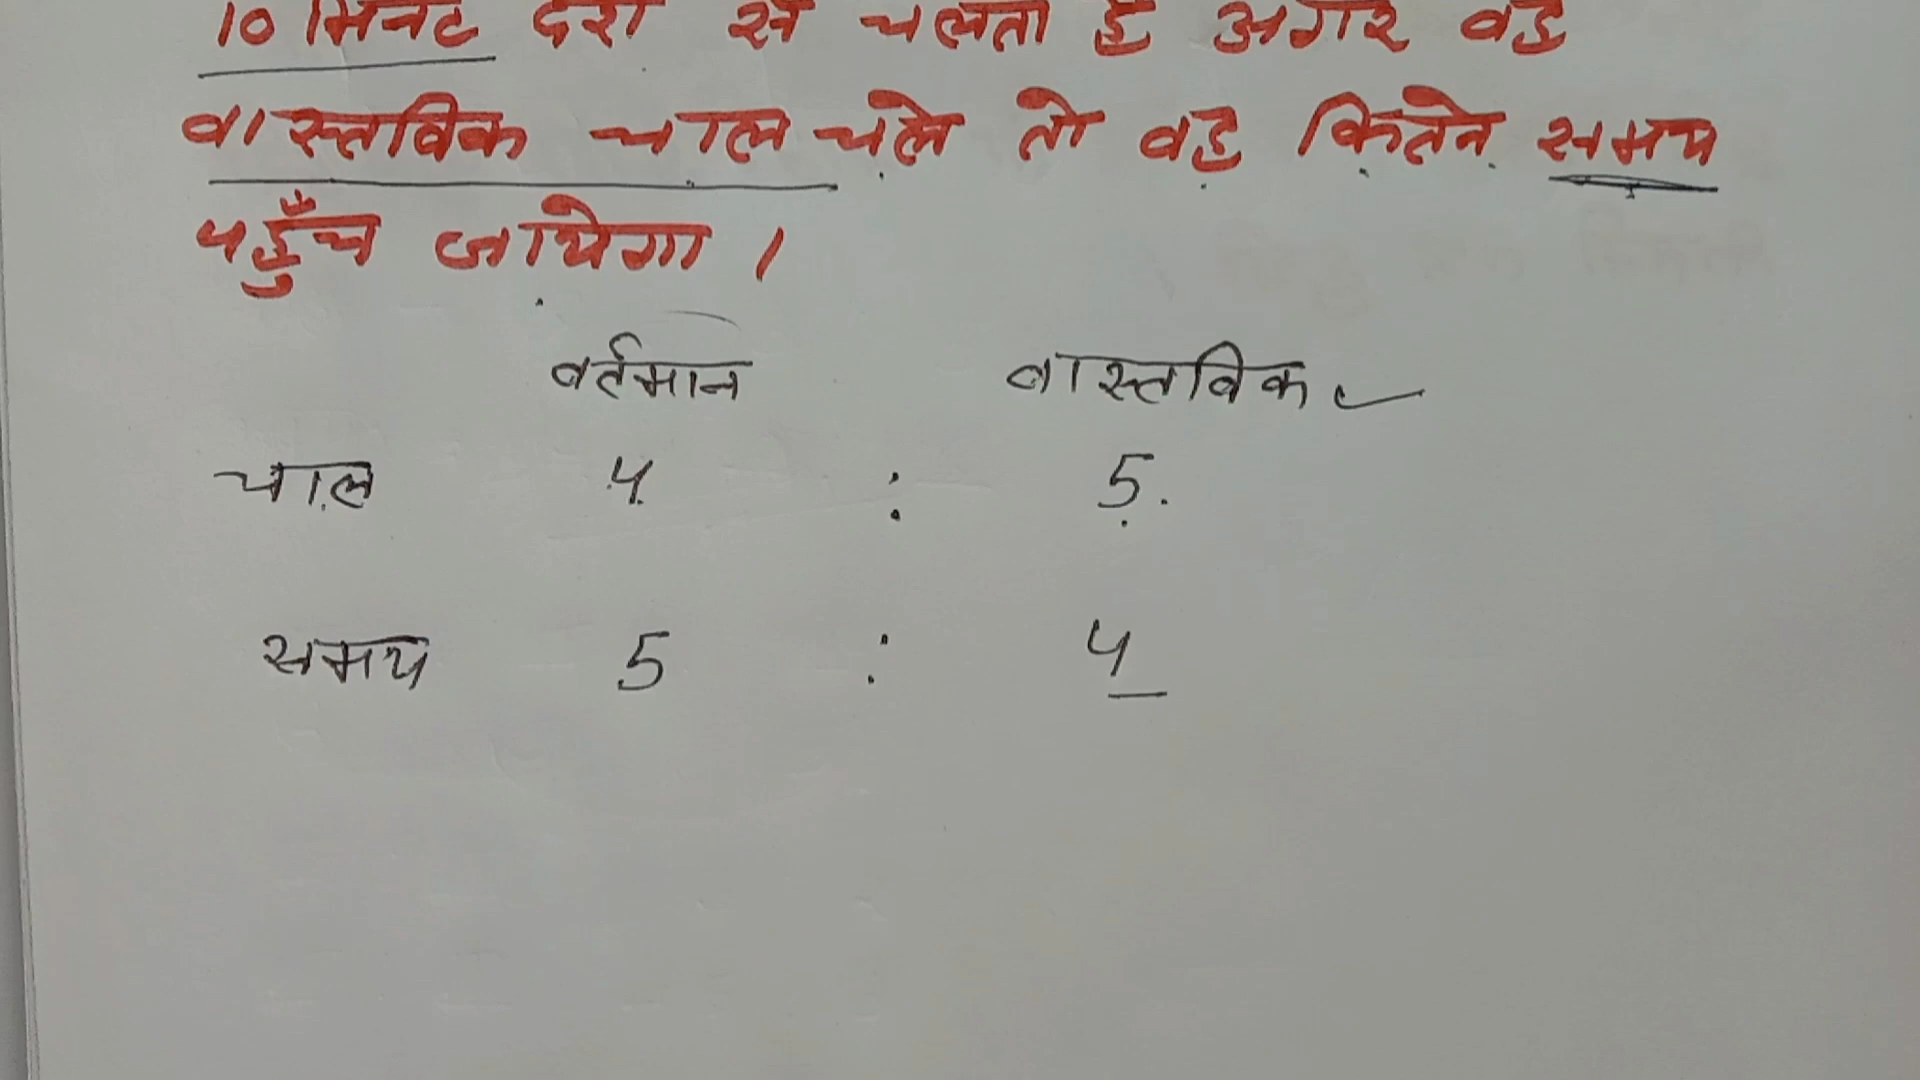 10 मिनट देरी से चलता है अगर वह
वास्तविक चाल चले तो वह कितने समय
पहुँच जायेगा ।
वर्तमान वास्तविक
चाल 4 : 5.
समय 5 : 4